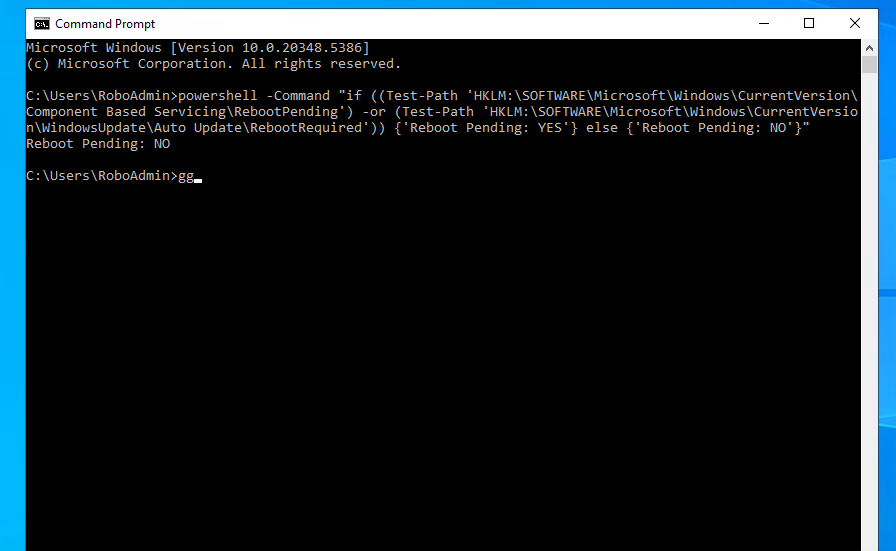 Command Prompt
Microsoft Windows [Version 10.0.20348.5386]
(c) Microsoft Corporation. All rights reserved.
C:\Users\RoboAdmin>powershell -Command "if ((Test-Path 'HKLM:\SOFTWARE\Microsoft\Windows\CurrentVersion\
Component Based Servicing\RebootPending') -or (Test-Path 'HKLM:\SOFTWARE\Microsoft\Windows\CurrentVersio
n\WindowsUpdate\Auto Update\RebootRequired')) {'Reboot Pending: YES'} else {'Reboot Pending: NO'}"
Reboot Pending: NO
C:\Users\RoboAdmin>gg